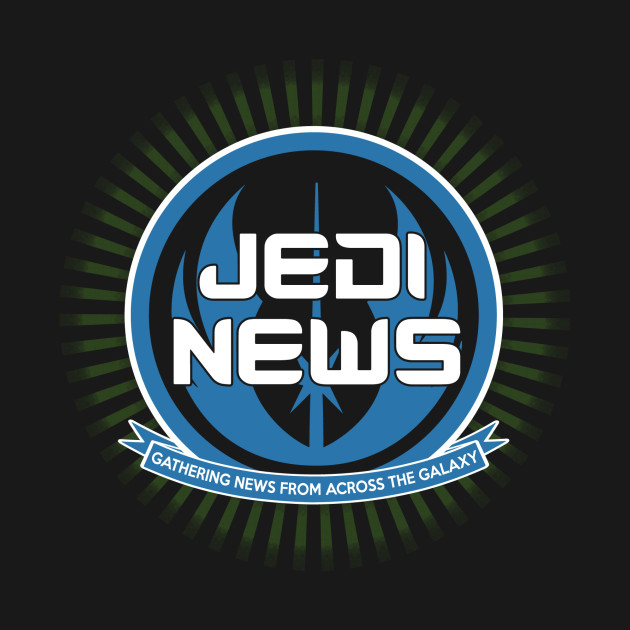 JEDI
NEWS
GATHERING NEWS FROM ACROSS THE GALAXY